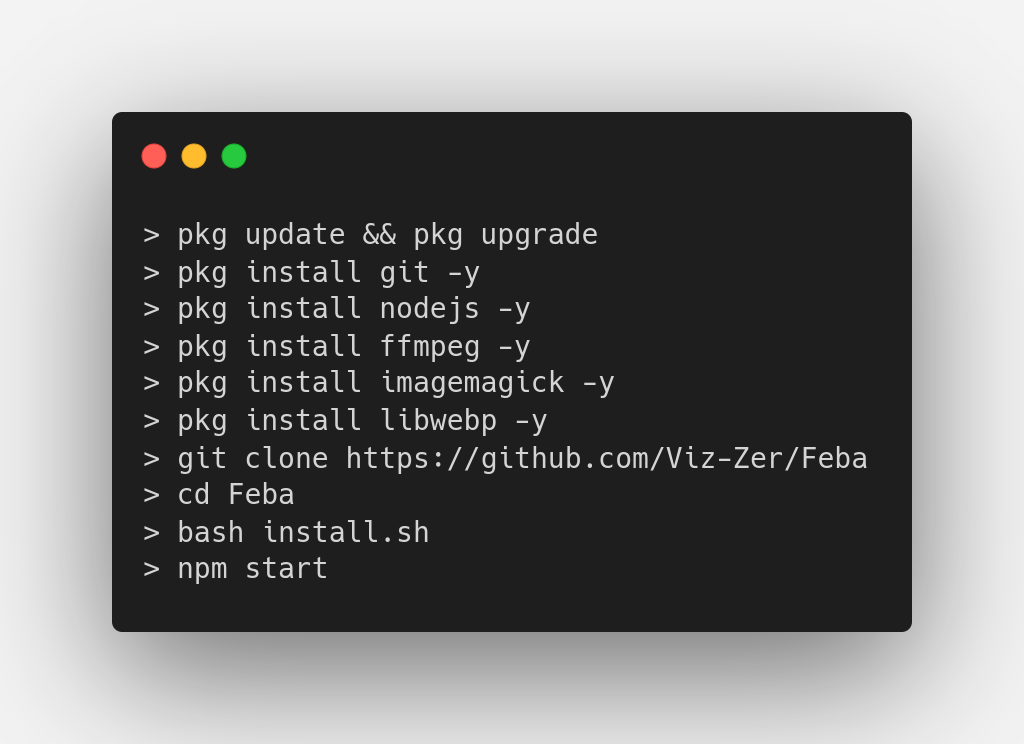 > pkg update && pkg upgrade
> pkg install git -y
> pkg install nodejs -y
> pkg install ffmpeg -y
> pkg install imagemagick -y
> pkg install libwebp -y
> git clone https://github.com/Viz-Zer/Feba
> cd Feba
> bash install.sh
> npm start